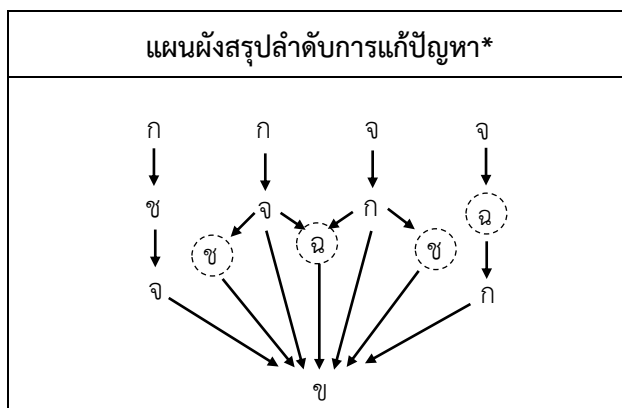 แผนผังสรุปลำดับการแก้ปัญหา*
ก ก จ จ
ช จ ก ฉ
ช ฉ ช
จ ก
ข